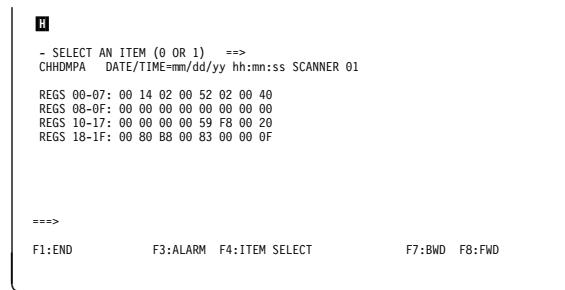 H
- SELECT AN ITEM (0 OR 1) ==>
CHHDMPA DATE/TIME=mm/dd/yy hh:mn:ss SCANNER 01
REGS 00-07: 00 14 02 00 52 02 00 40
REGS 08-0F: 00 00 00 00 00 00 00 00
REGS 10-17: 00 00 00 00 59 F8 00 20
REGS 18-1F: 00 80 B8 00 83 00 00 0F
===>
F1:END F3:ALARM F4:ITEM SELECT F7:BWD F8:FWD